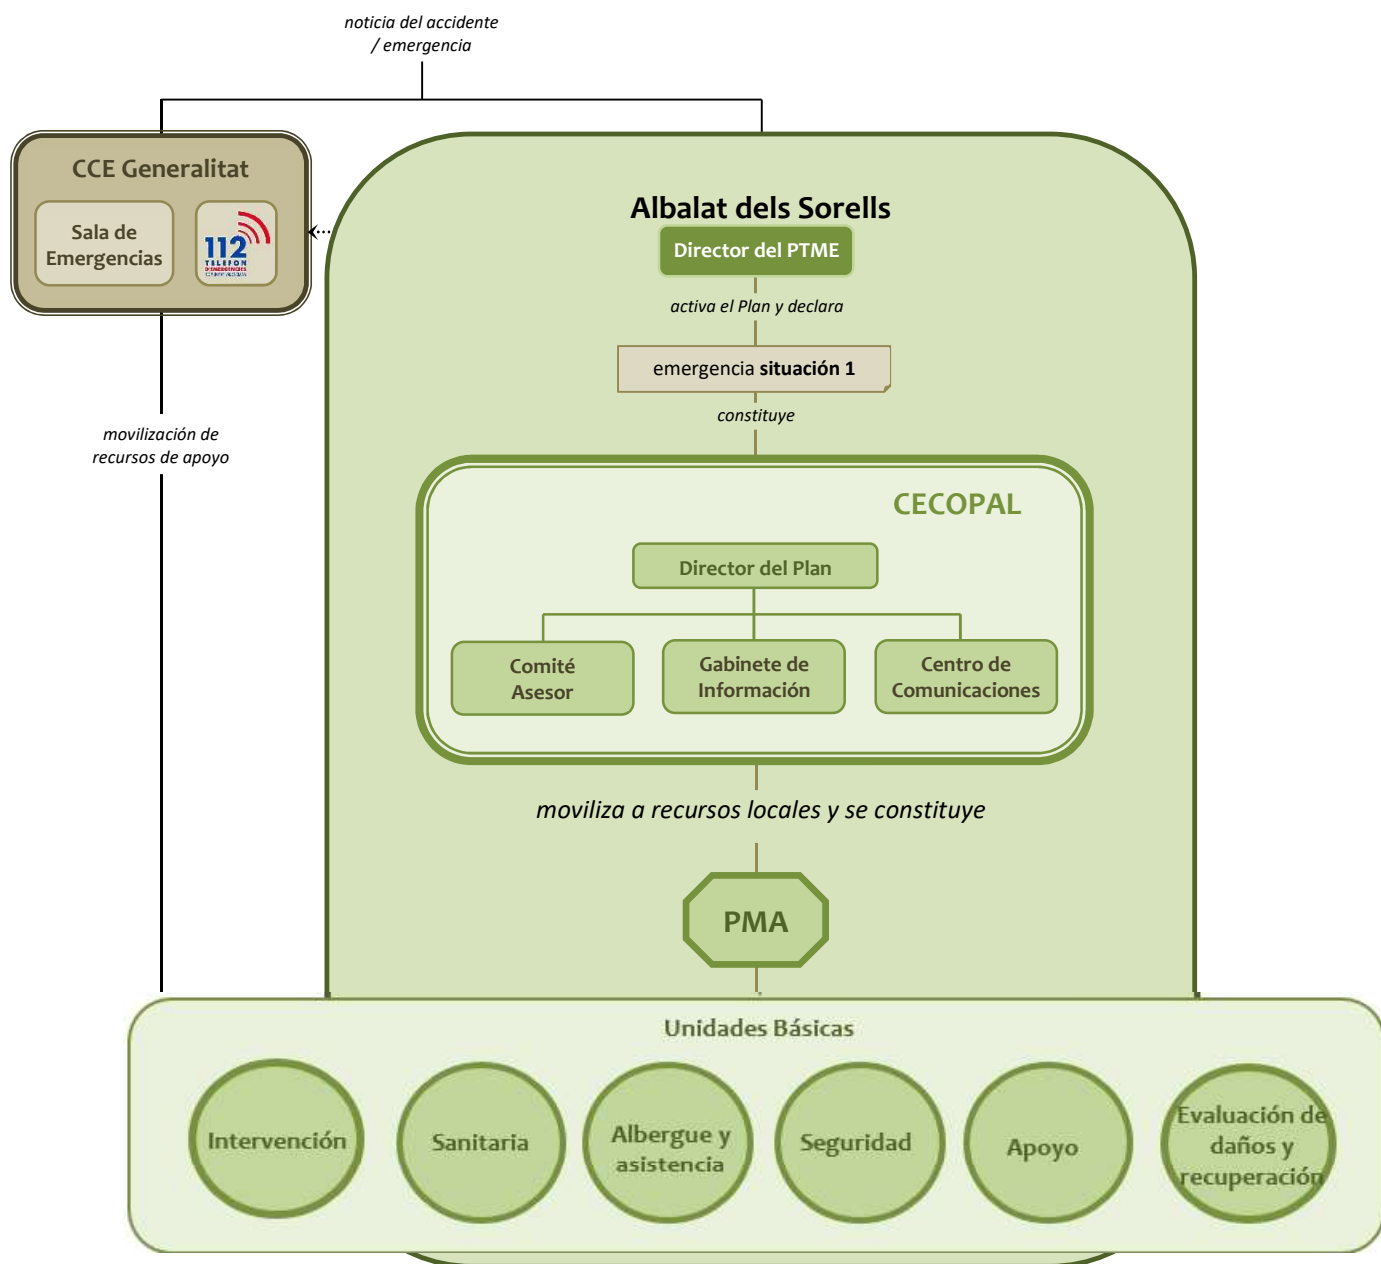 noticia del accidente
/ emergencia
CCE Generalitat
Sala de
Emergencias
112
TELÈFON
D'EMERGÈNCIES
Albalat dels Sorells
Director del PTME
activa el Plan y declara
emergencia situación 1
constituye
movilización de
recursos de apoyo
CECOPAL
Director del Plan
Comité
Asesor
Gabinete de
Información
Centro de
Comunicaciones
moviliza a recursos locales y se constituye
PMA
Unidades Básicas
Intervención
Sanitaria
Albergue y
asistencia
Seguridad
Apoyo
Evaluación de
daños y
recuperación